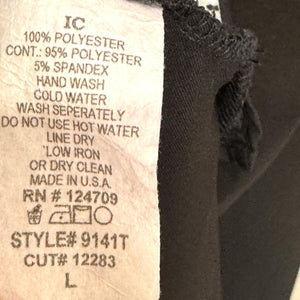 IC
100% POLYESTER
CONT.: 95% POLYESTER
5% SPANDEX
HAND WASH
COLD WATER
WASH SEPERATELY
DO NOT USE HOT WATER
LINE DRY
LOW IRON
OR DRY CLEAN
MADE IN U.S.A.
RN # 124709
STYLE# 9141T
CUT# 12283
L